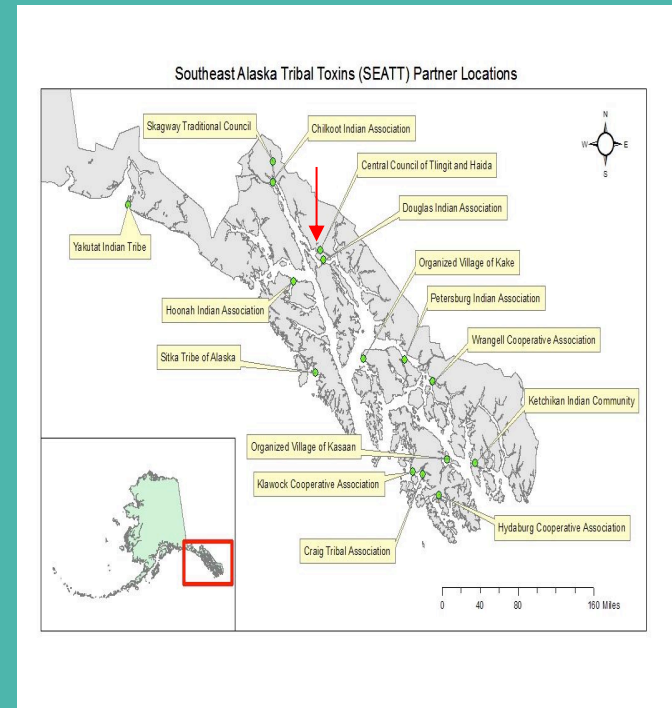 Southeast Alaska Tribal Toxins (SEATT) Partner Locations
Skagway Traditional Council
Chilkoot Indian Association
N
W
E
S
Central Council of Tlingit and Haida
Douglas Indian Association
Yakutat Indian Tribe
Organized Village of Kake
Petersburg Indian Association
Hoonah Indian Association
Wrangell Cooperative Association
Sitka Tribe of Alaska
Ketchikan Indian Community
Organized Village of Kasaan
Klawock Cooperative Association
Hydaburg Cooperative Association
Craig Tribal Association
0 40 80 160 Miles